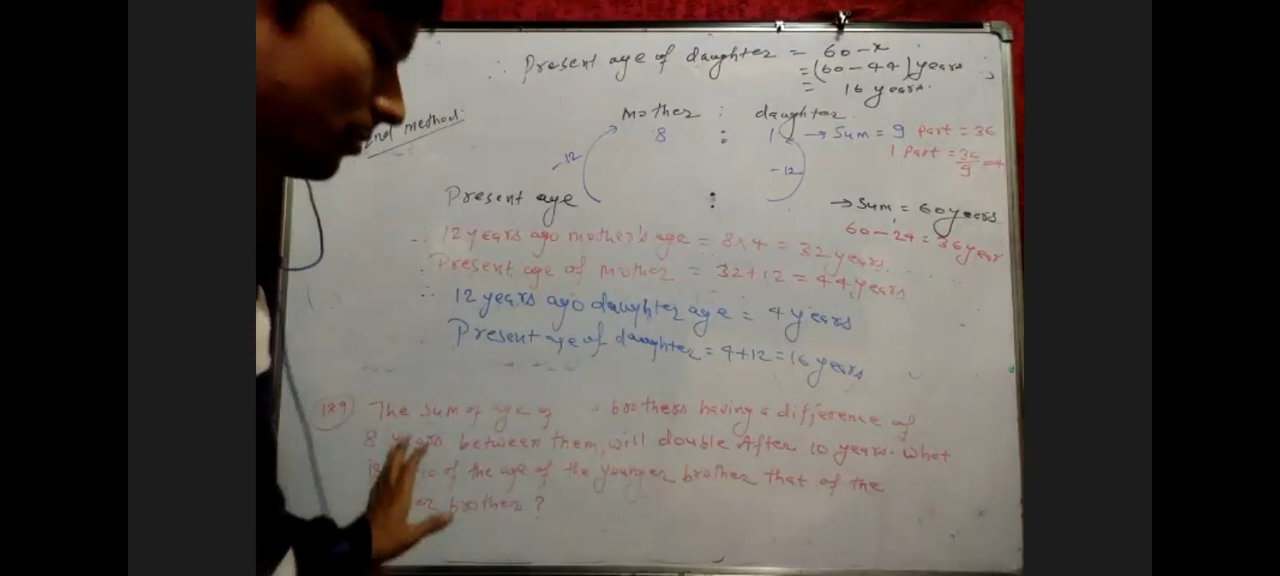 ∴ Present age of daughter = 60-x
= (60-44) years
= 16 years.
2nd method:
mother : daughter
8 : 1 → Sum = 9 part = 36
1 part = 36/9 = 4
-12 -12
Present age : → Sum = 60 years
60-24 = 36 year
∴ 12 years ago mother's age = 8×4 = 32 years.
∴ Present age of mother = 32+12 = 44 years
∴ 12 years ago daughter age = 4 years
Present age of daughter = 4+12 = 16 years
189 The sum of age of brothers having a difference of
8 years between them, will double After 10 years. What
of the age of the younger brother that of the
brother?